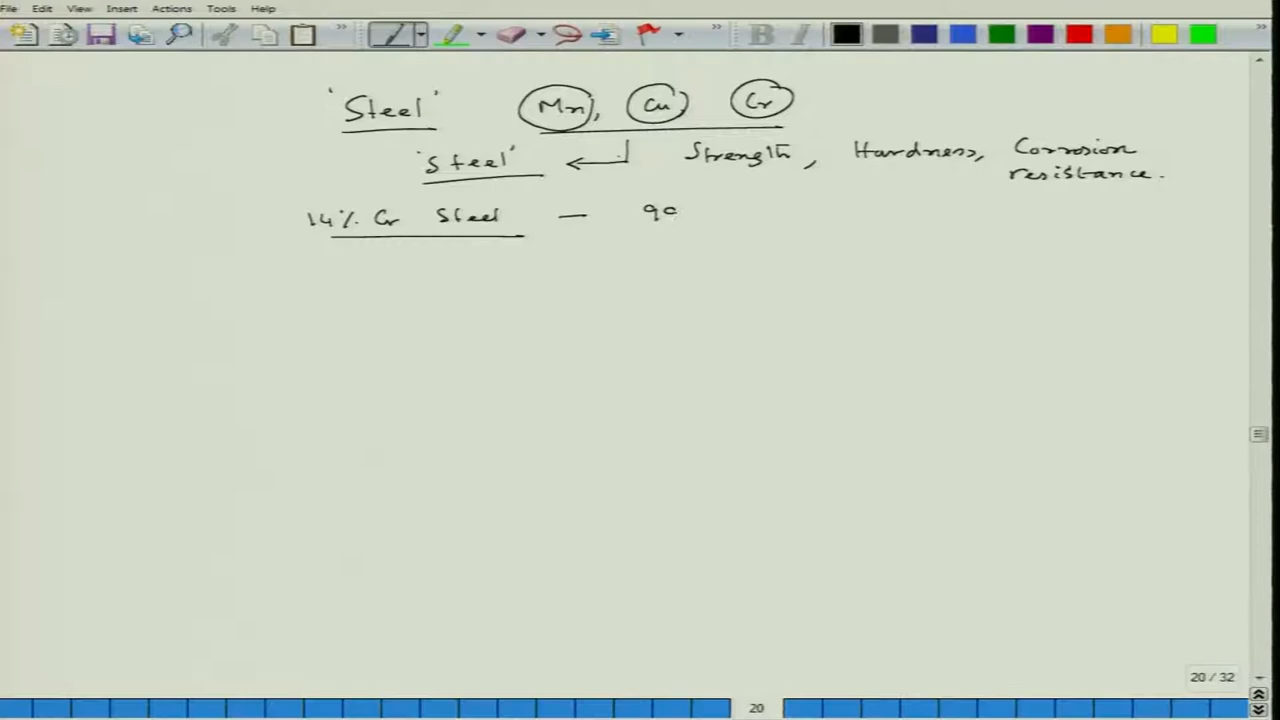 File Edit View Insert Actions Tools Help
'Steel' Mn, Cu, Cr
'Steel' ← Strength, Hardness, Corrosion
resistance.
14% Cr Steel — 90
20 / 32
20